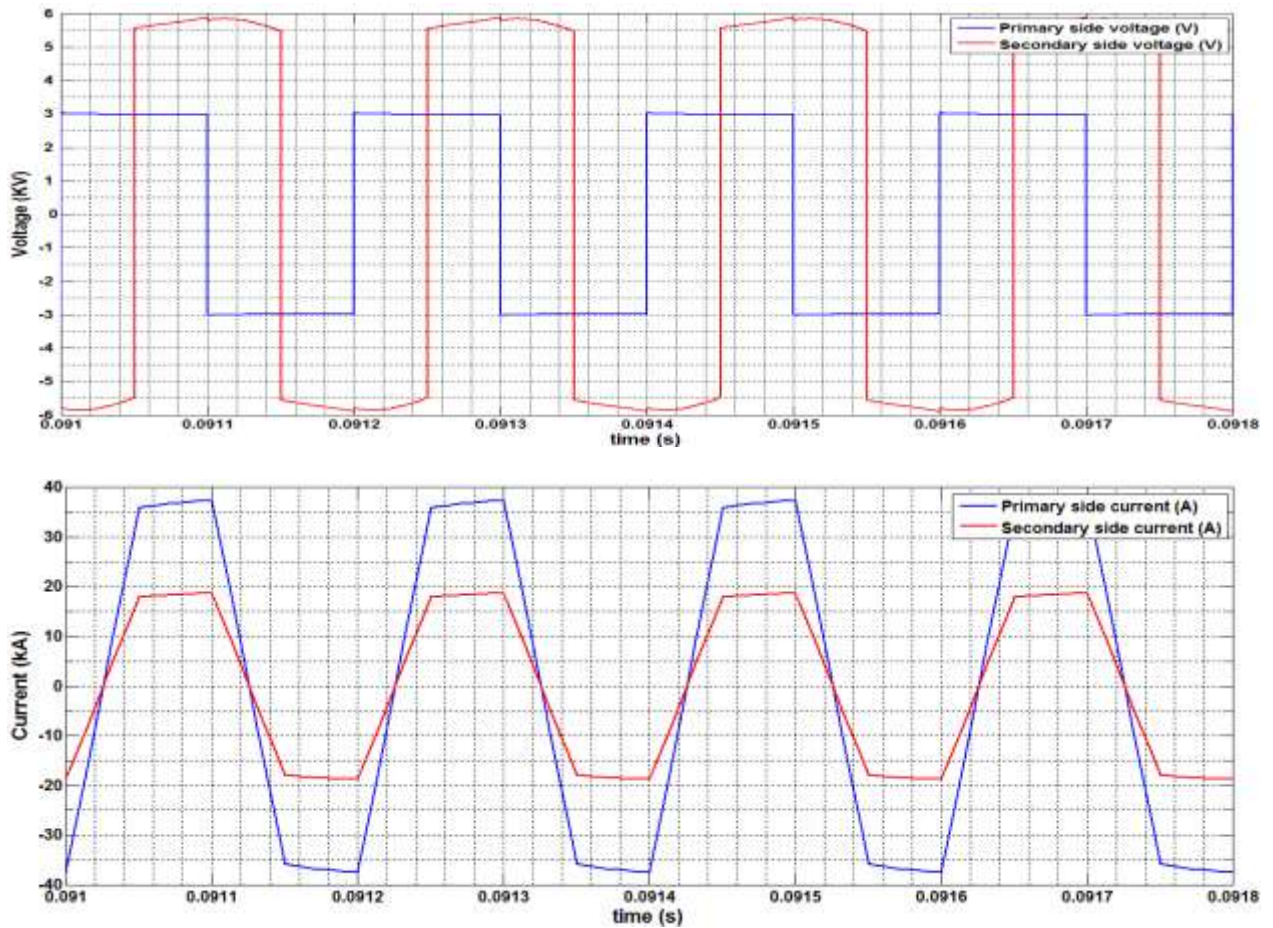 6
Primary side voltage (V)
5
Secondary side voltage (V)
4
3
2
1
0
-1
-2
-3
-4
-5
-6
Voltage (KV)
0.091 0.0911 0.0912 0.0913 0.0914 0.0915 0.0916 0.0917 0.0918
time (s)
40
Primary side current (A)
Secondary side current (A)
30
20
10
0
-10
-20
-30
-40
Current (kA)
0.091 0.0911 0.0912 0.0913 0.0914 0.0915 0.0916 0.0917 0.0918
time (s)